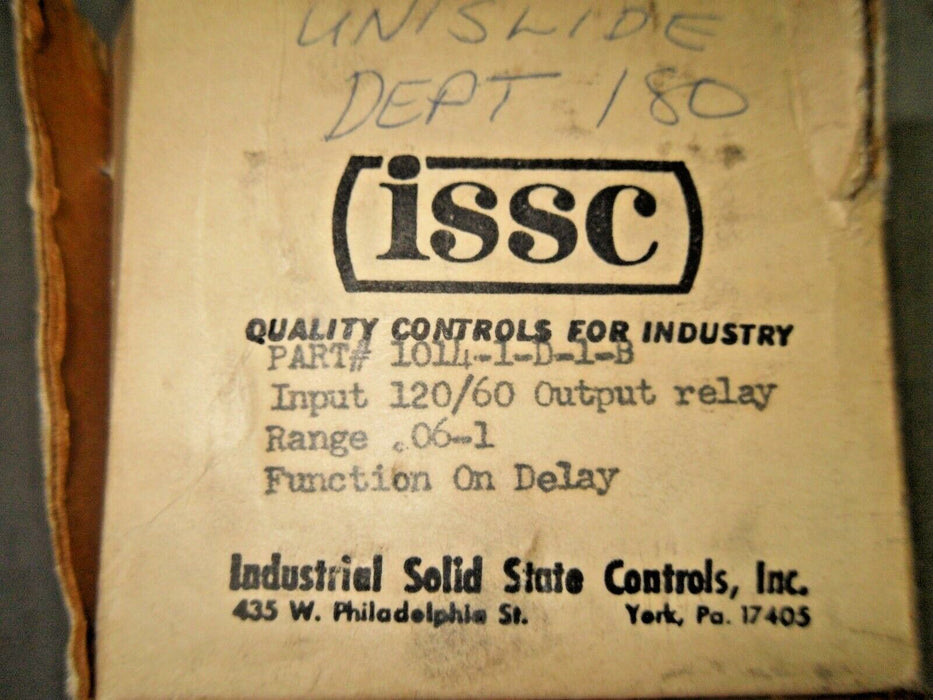 UNISLIDE
DEPT 180
issc
QUALITY CONTROLS FOR INDUSTRY
PART# 1014-1-D-1-B
Input 120/60 Output relay
Range .06-1
Function On Delay
Industrial Solid State Controls, Inc.
435 W. Philadelphia St. York, Pa. 17405